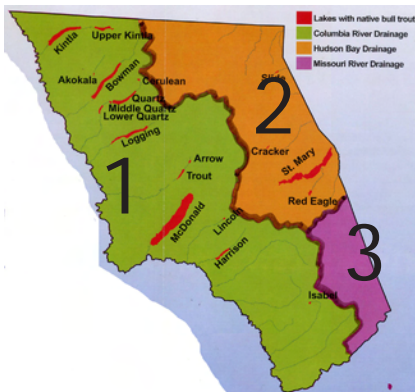 Lakes with native bull trout
Columbia River Drainage
Hudson Bay Drainage
Missouri River Drainage
Kintla
Upper Kintla
Akokala
Bowman
Cerulean
Quartz
Middle Quartz
Lower Quartz
Logging
Arrow
Trout
McDonald
Lincoln
Harrison
Isabel
Slide
Cracker
St. Mary
Red Eagle
1
2
3